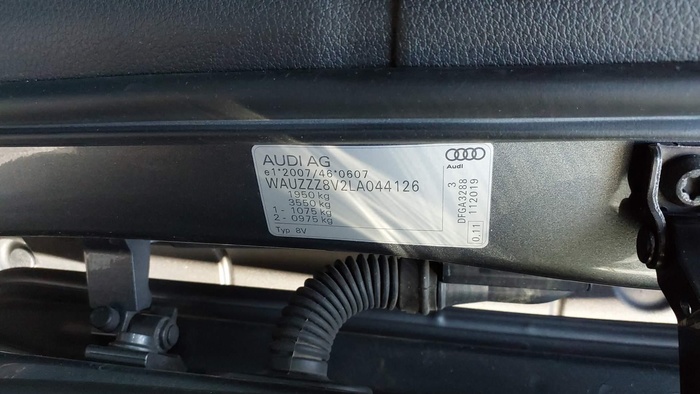 AUDI AG
e1*2007/46*0607
WAUZZZ8V2LA044126
1950 kg
3550 kg
1 - 1075 kg
2 - 0975 kg
Typ 8V
Audi
3
DFGA3288
0.11 112019